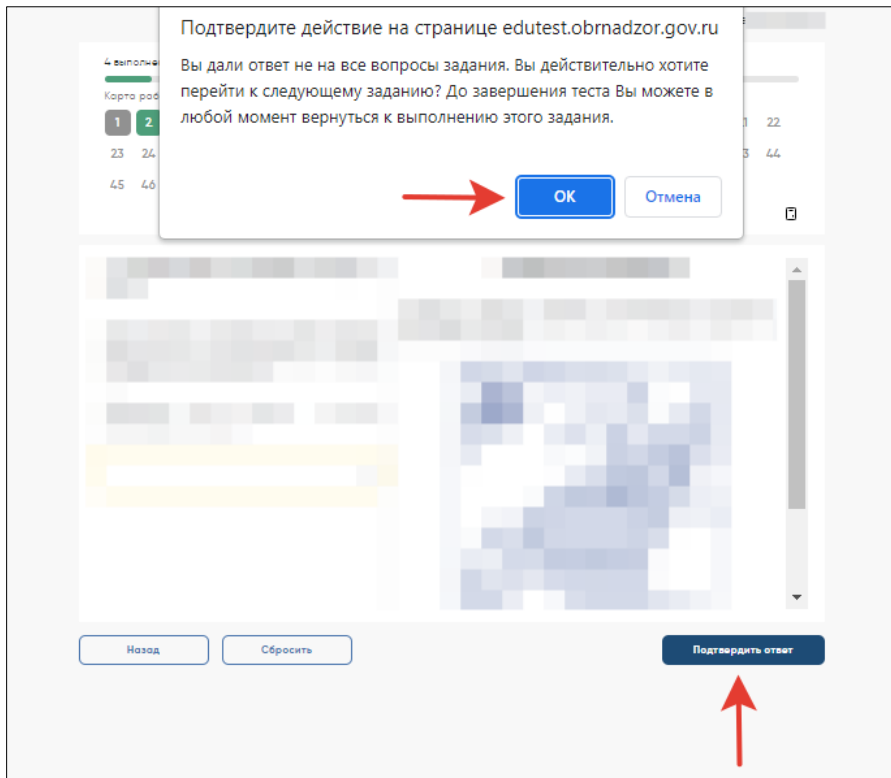 Подтвердите действие на странице edutest.obrnadzor.gov.ru
Вы дали ответ не на все вопросы задания. Вы действительно хотите
перейти к следующему заданию? До завершения теста Вы можете в
любой момент вернуться к выполнению этого задания.
ОК Отмена
4
Карта
1 2 22
23 24 44
45 46
Назад Сбросить Подтвердить ответ